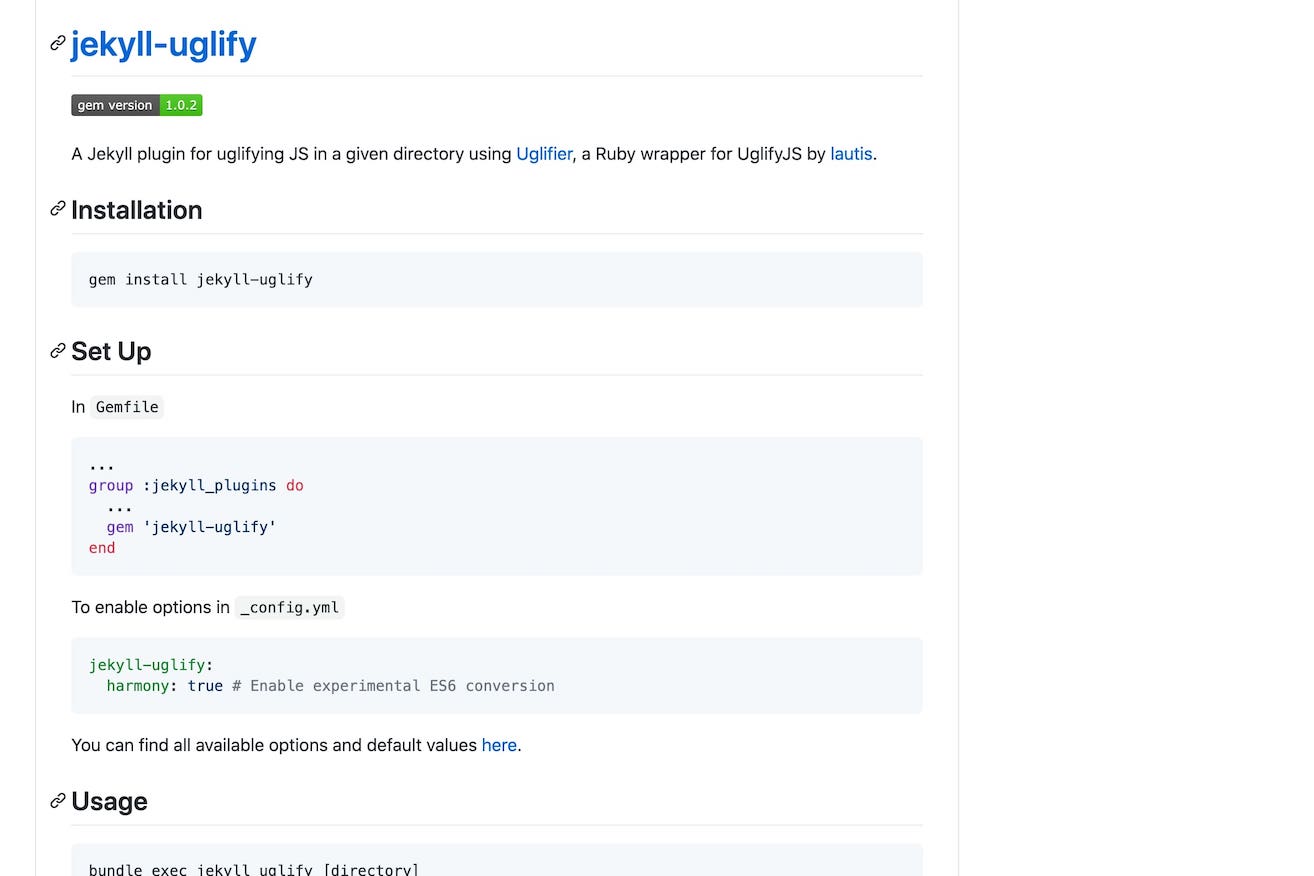 jekyll-uglify
gem version 1.0.2
A Jekyll plugin for uglifying JS in a given directory using Uglifier, a Ruby wrapper for UglifyJS by lautis.
Installation
gem install jekyll-uglify
Set Up
In Gemfile
...
group :jekyll_plugins do
  ...
  gem 'jekyll-uglify'
end
To enable options in _config.yml
jekyll-uglify:
  harmony: true # Enable experimental ES6 conversion
You can find all available options and default values here.
Usage
bundle exec jekyll uglify [directory]